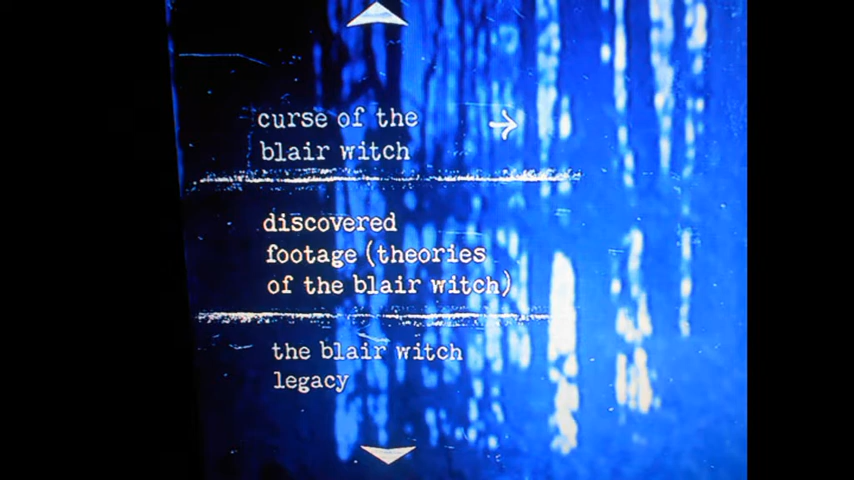 curse of the
blair witch
discovered
footage (theories
of the blair witch)
the blair witch
legacy